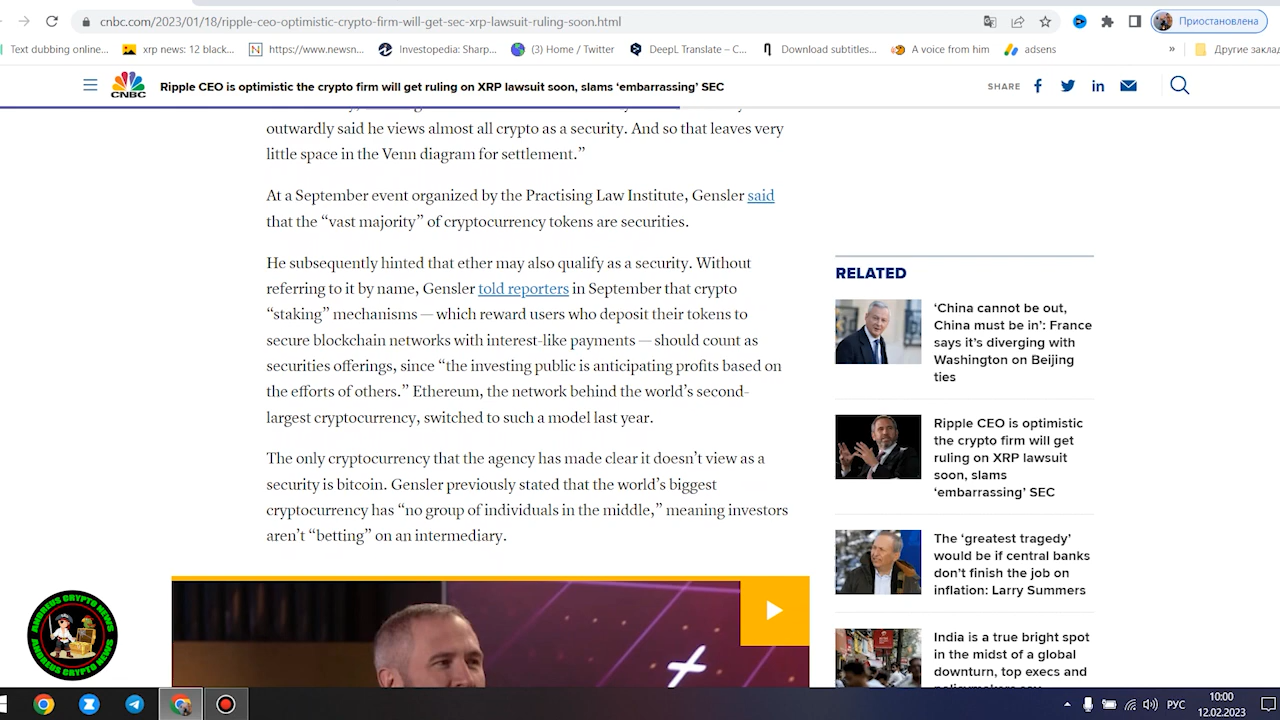 cnbc.com/2023/01/18/ripple-ceo-optimistic-crypto-firm-will-get-sec-xrp-lawsuit-ruling-soon.html
Приостановлена
Text dubbing online...
xrp news: 12 black...
https://www.newsn...
Investopedia: Sharp...
(3) Home / Twitter
DeepL Translate – C...
Download subtitles...
A voice from him
adsens
»
Другие закла
CNBC
Ripple CEO is optimistic the crypto firm will get ruling on XRP lawsuit soon, slams ‘embarrassing’ SEC
SHARE
outwardly said he views almost all crypto as a security. And so that leaves very
little space in the Venn diagram for settlement.”
At a September event organized by the Practising Law Institute, Gensler said
that the “vast majority” of cryptocurrency tokens are securities.
He subsequently hinted that ether may also qualify as a security. Without
referring to it by name, Gensler told reporters in September that crypto
“staking” mechanisms — which reward users who deposit their tokens to
secure blockchain networks with interest-like payments — should count as
securities offerings, since “the investing public is anticipating profits based on
the efforts of others.” Ethereum, the network behind the world’s second-
largest cryptocurrency, switched to such a model last year.
The only cryptocurrency that the agency has made clear it doesn’t view as a
security is bitcoin. Gensler previously stated that the world’s biggest
cryptocurrency has “no group of individuals in the middle,” meaning investors
aren’t “betting” on an intermediary.
RELATED
‘China cannot be out,
China must be in’: France
says it’s diverging with
Washington on Beijing
ties
Ripple CEO is optimistic
the crypto firm will get
ruling on XRP lawsuit
soon, slams
‘embarrassing’ SEC
The ‘greatest tragedy’
would be if central banks
don’t finish the job on
inflation: Larry Summers
India is a true bright spot
in the midst of a global
downturn, top execs and
ANDREUS CRYPTO NEWS
ANDREUS CRYPTO NEWS
РУС
10:00
12.02.2023